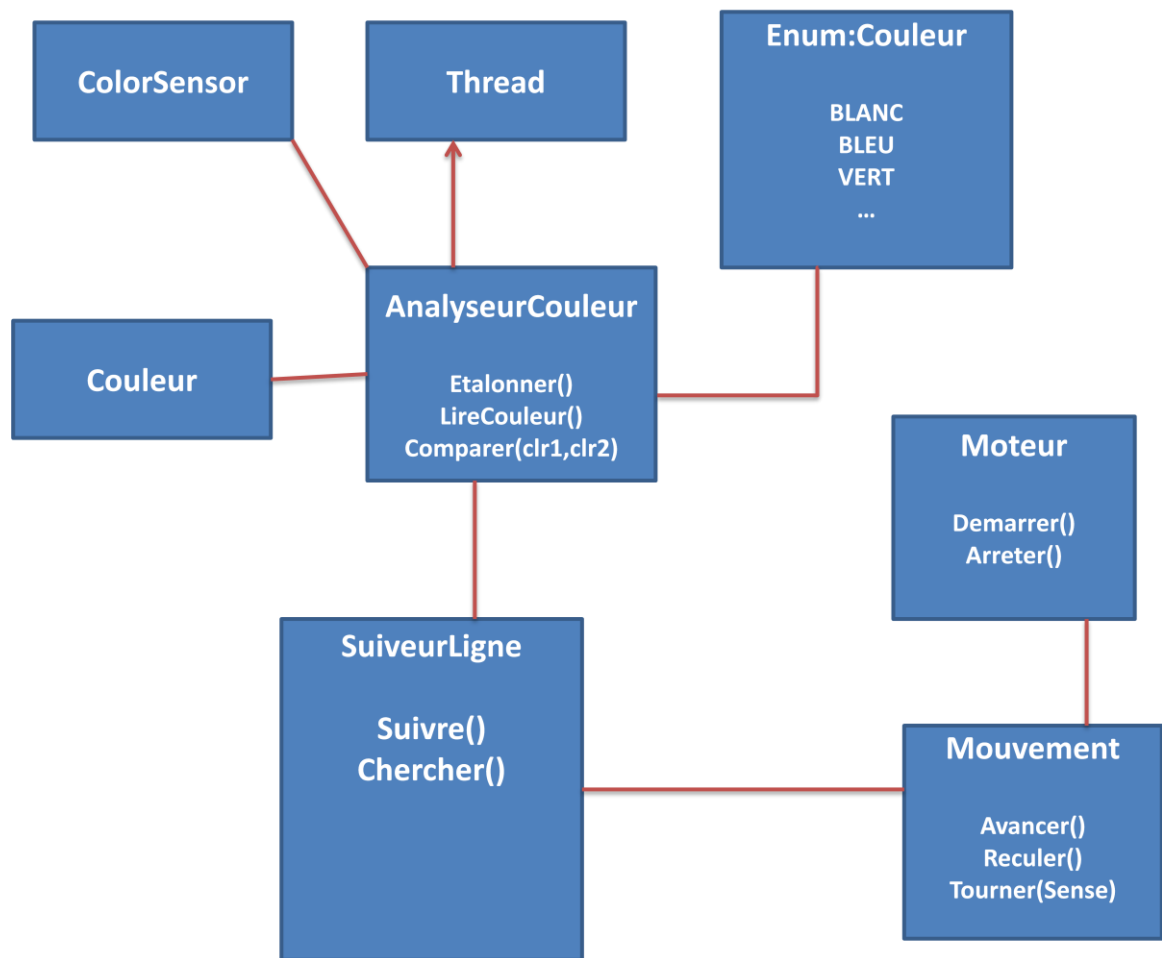 ColorSensor
Thread
Enum:Couleur
BLANC
BLEU
VERT
...
AnalyseurCouleur
Etalonner()
LireCouleur()
Comparer(clr1,clr2)
Couleur
Moteur
Demarrer()
Arreter()
SuiveurLigne
Suivre()
Chercher()
Mouvement
Avancer()
Reculer()
Tourner(Sense)